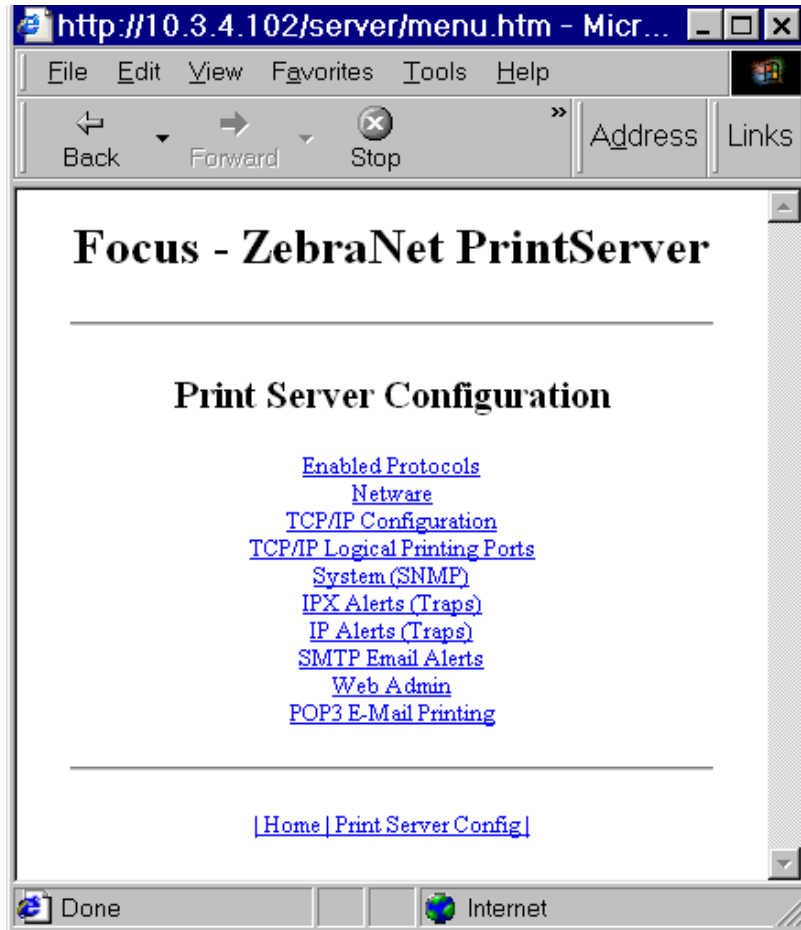 http://10.3.4.102/server/menu.htm - Micr...
File Edit View Favorites Tools Help
Back Forward Stop » Address Links
Focus - ZebraNet PrintServer
Print Server Configuration
Enabled Protocols
Netware
TCP/IP Configuration
TCP/IP Logical Printing Ports
System (SNMP)
IPX Alerts (Traps)
IP Alerts (Traps)
SMTP Email Alerts
Web Admin
POP3 E-Mail Printing
| Home | Print Server Config |
Done Internet